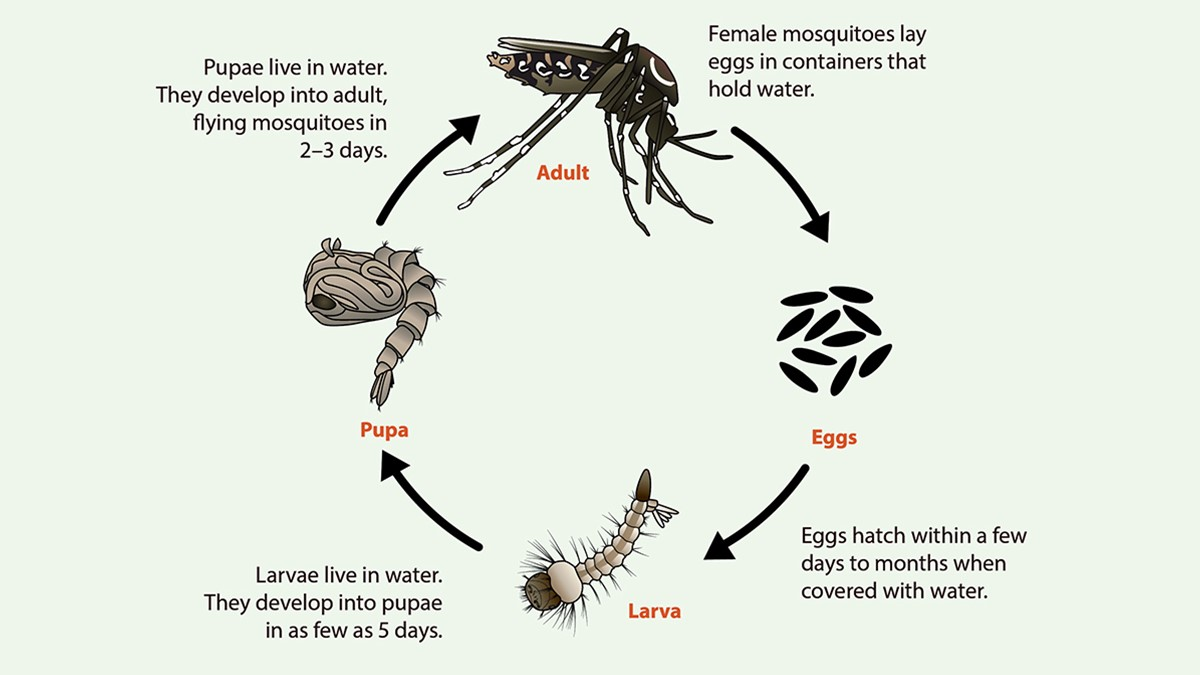 Female mosquitoes lay
eggs in containers that
hold water.
Pupae live in water.
They develop into adult,
flying mosquitoes in
2–3 days.
Adult
Pupa
Eggs
Eggs hatch within a few
days to months when
covered with water.
Larvae live in water.
They develop into pupae
in as few as 5 days.
Larva